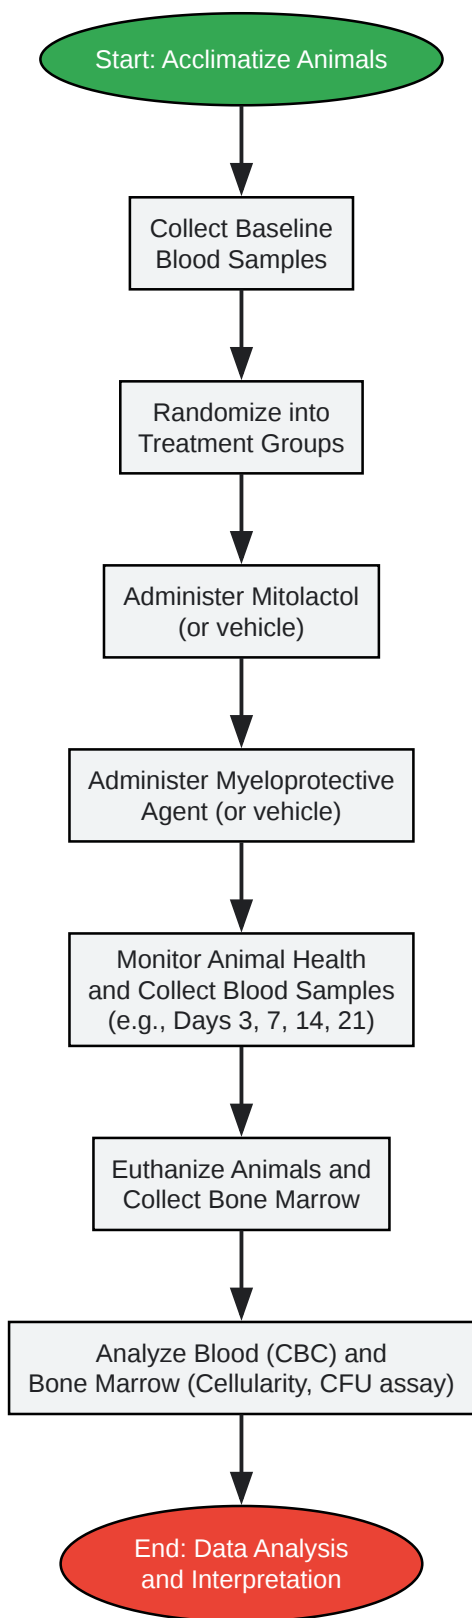 Start: Acclimatize Animals
Collect Baseline
Blood Samples
Randomize into
Treatment Groups
Administer Mitolactol
(or vehicle)
Administer Myeloprotective
Agent (or vehicle)
Monitor Animal Health
and Collect Blood Samples
(e.g., Days 3, 7, 14, 21)
Euthanize Animals and
Collect Bone Marrow
Analyze Blood (CBC) and
Bone Marrow (Cellularity, CFU assay)
End: Data Analysis
and Interpretation